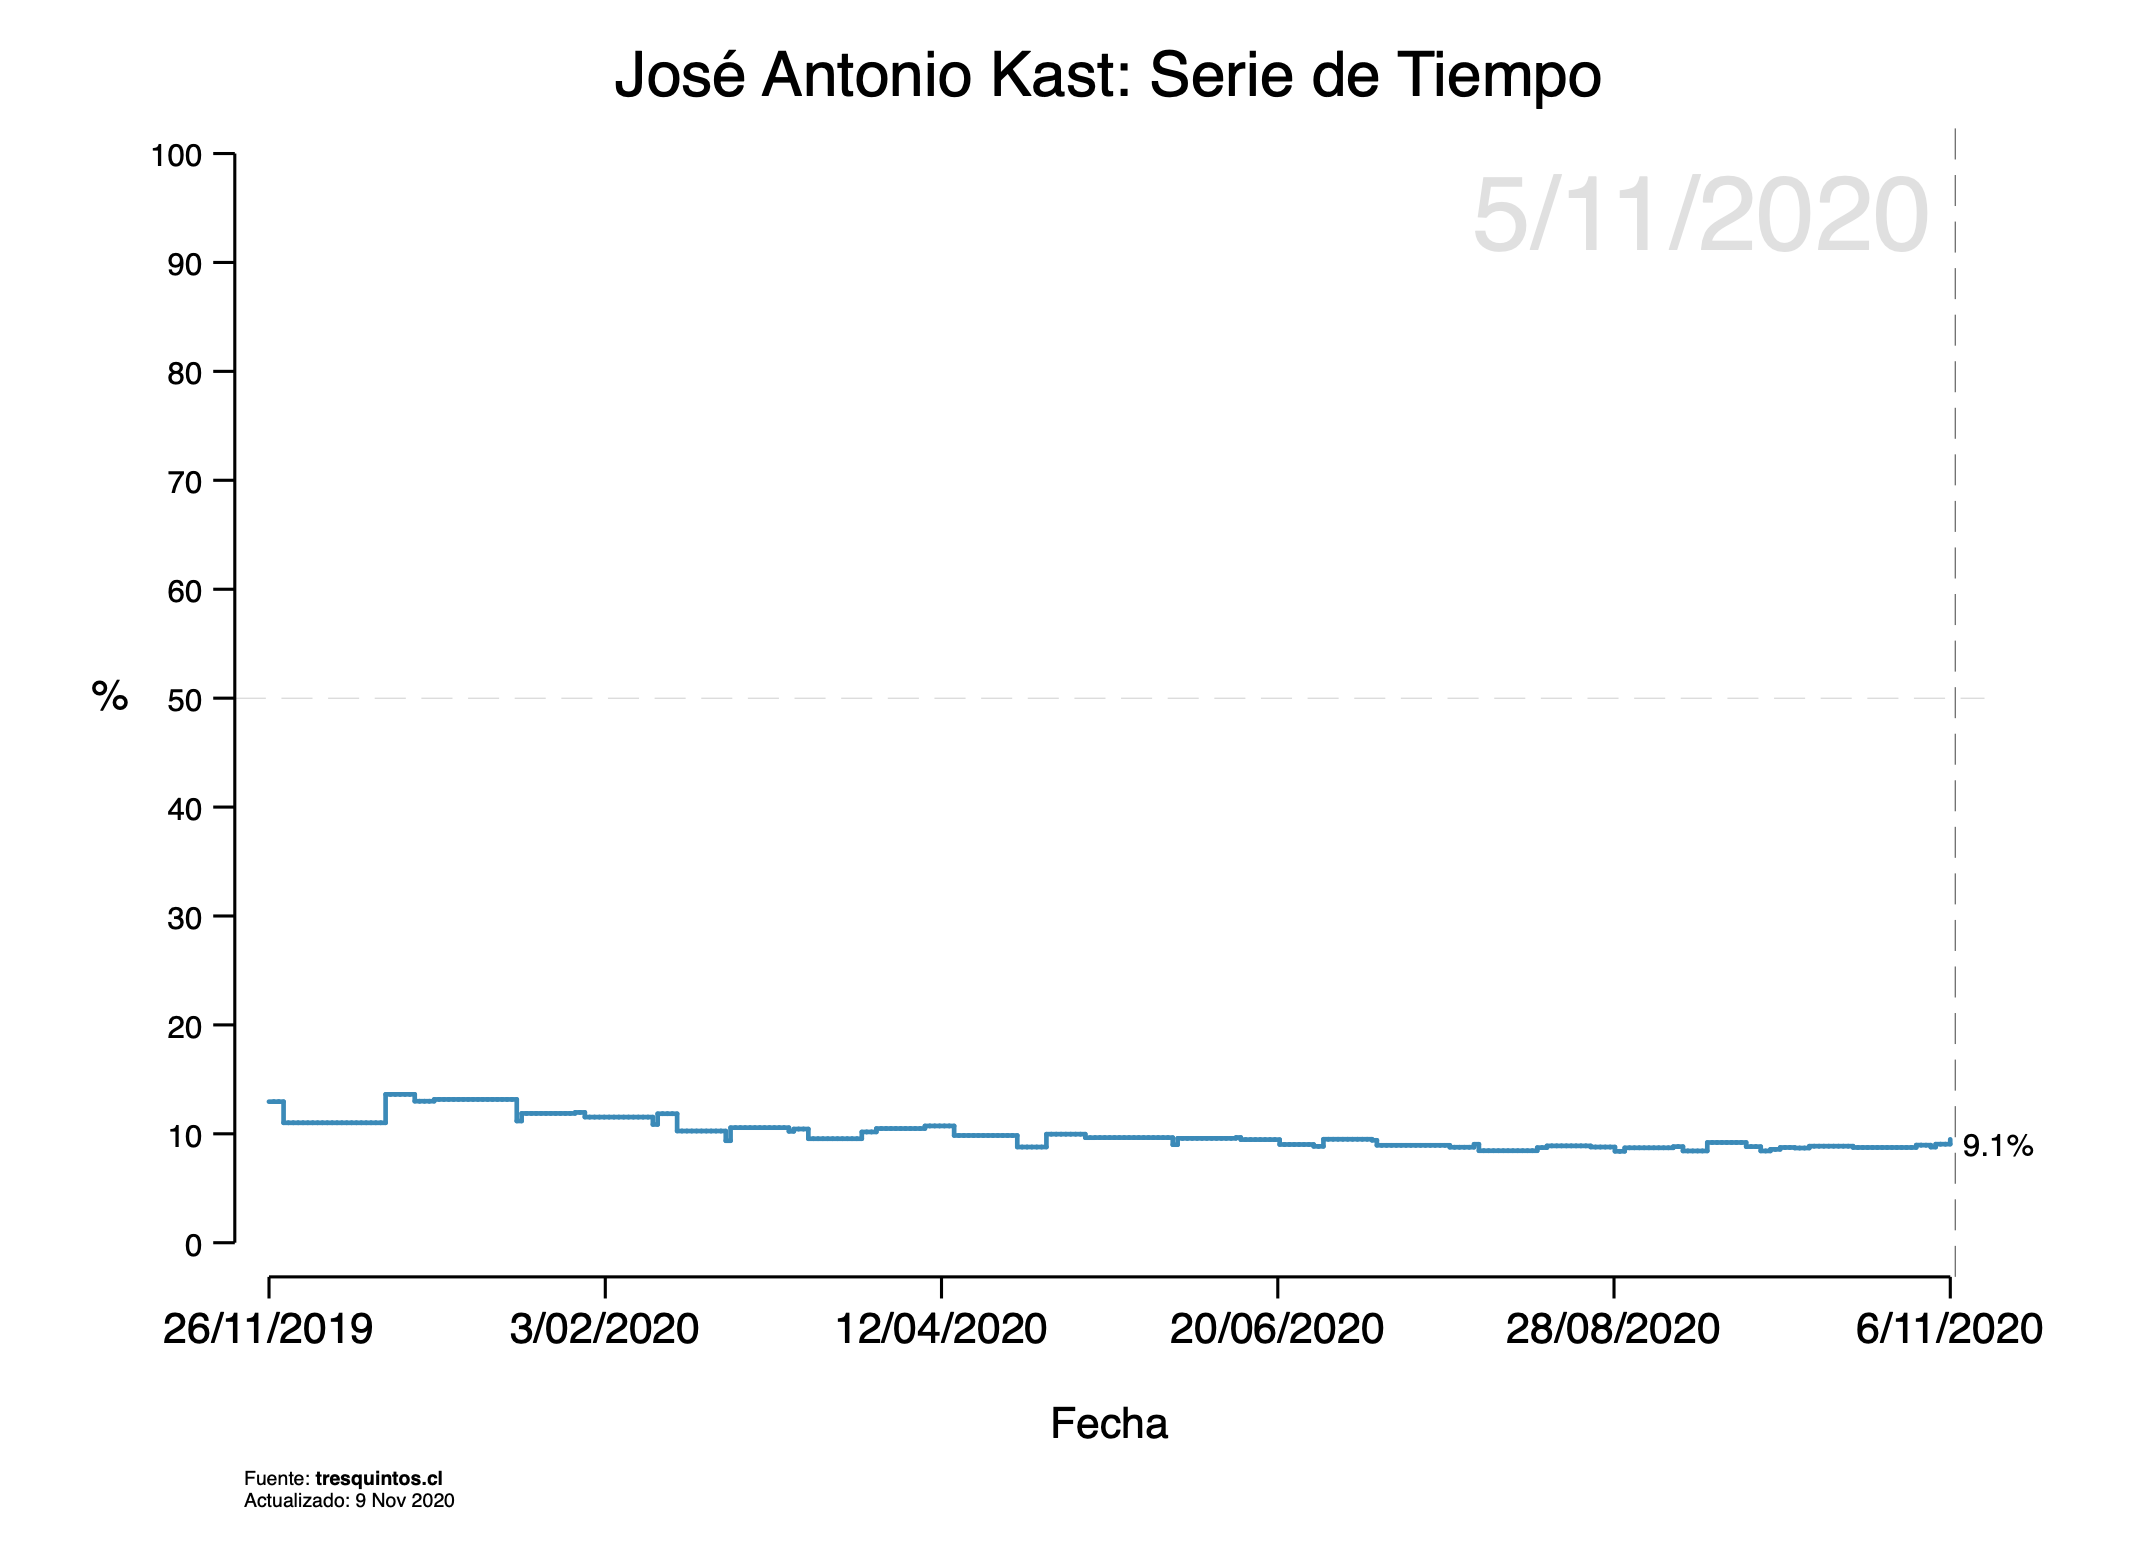 José Antonio Kast: Serie de Tiempo
5/11/2020
100
90
80
70
60
50
40
30
20
10
0
%
9.1%
26/11/2019 3/02/2020 12/04/2020 20/06/2020 28/08/2020 6/11/2020
Fecha
Fuente: tresquintos.cl
Actualizado: 9 Nov 2020